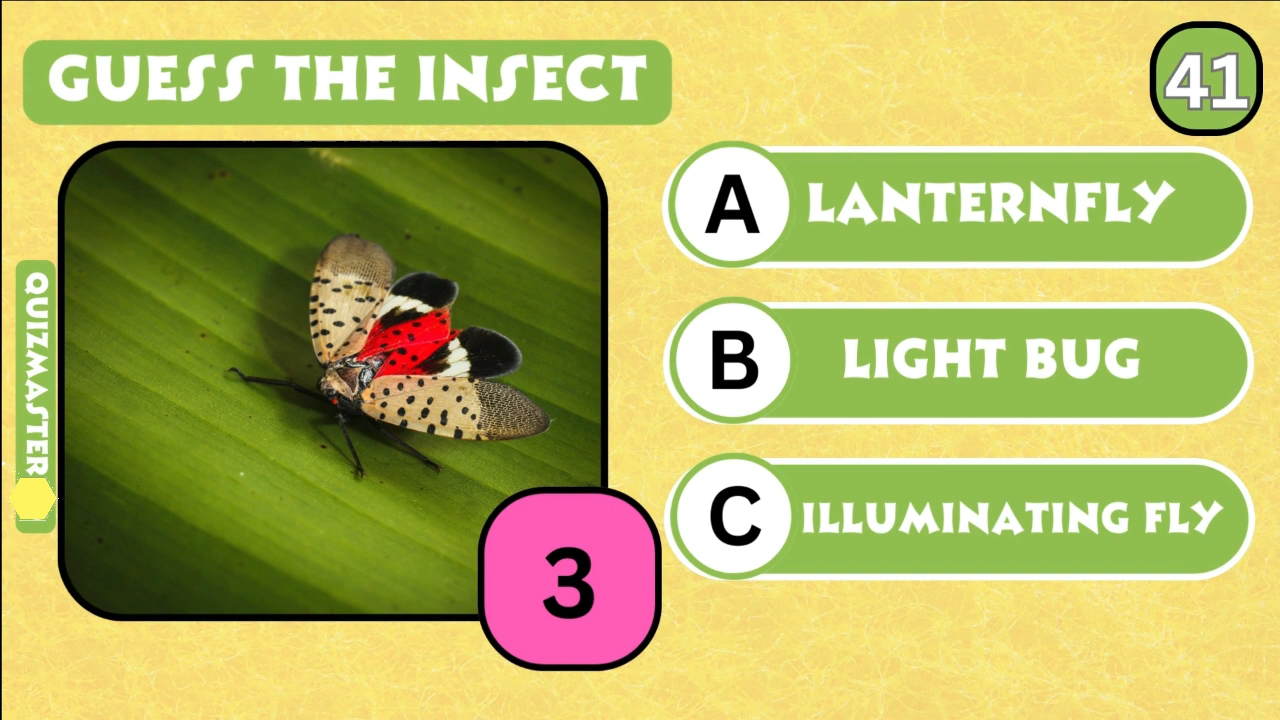 GUESS THE INSECT
41
A LANTERNFLY
B LIGHT BUG
C ILLUMINATING FLY
QUIZMASTER
3